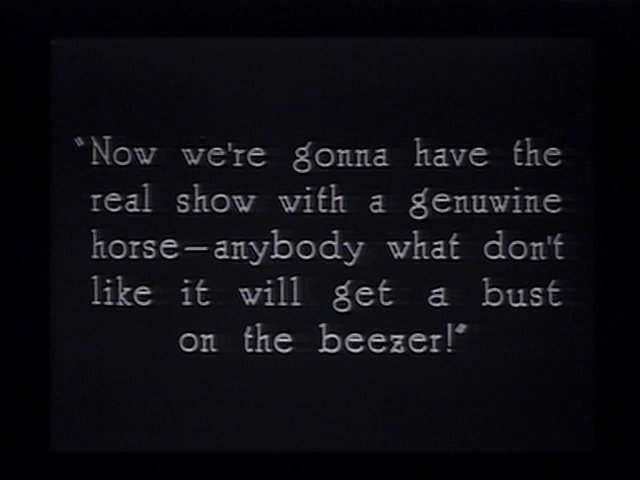 "Now we're gonna have the
real show with a genuwine
horse—anybody what don't
like it will get a bust
on the beezer!"